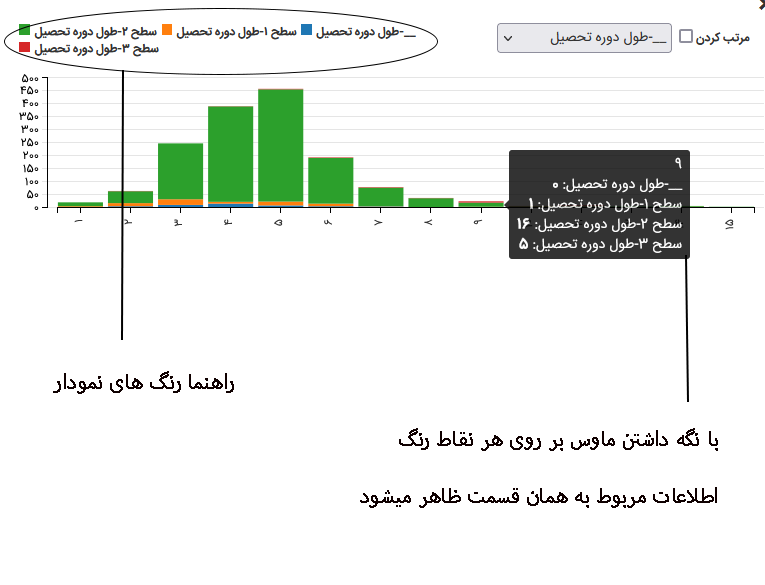 __-طول دوره تحصیل سطح ۱-طول دوره تحصیل سطح ۲-طول دوره تحصیل
سطح ۳-طول دوره تحصیل
مرتب کردن __-طول دوره تحصیل
۵۰۰
۴۵۰
۴۰۰
۳۵۰
۳۰۰
۲۵۰
۲۰۰
۱۵۰
۱۰۰
۵۰
۰
۱ ۲ ۳ ۴ ۵ ۶ ۷ ۸ ۹ ۱۵
۹
__-طول دوره تحصیل: ۰
سطح ۱-طول دوره تحصیل: ۱
سطح ۲-طول دوره تحصیل: ۱۶
سطح ۳-طول دوره تحصیل: ۵
راهنما رنگ های نمودار
با نگه داشتن ماوس بر روی هر نقاط رنگ
اطلاعات مربوط به همان قسمت ظاهر میشود